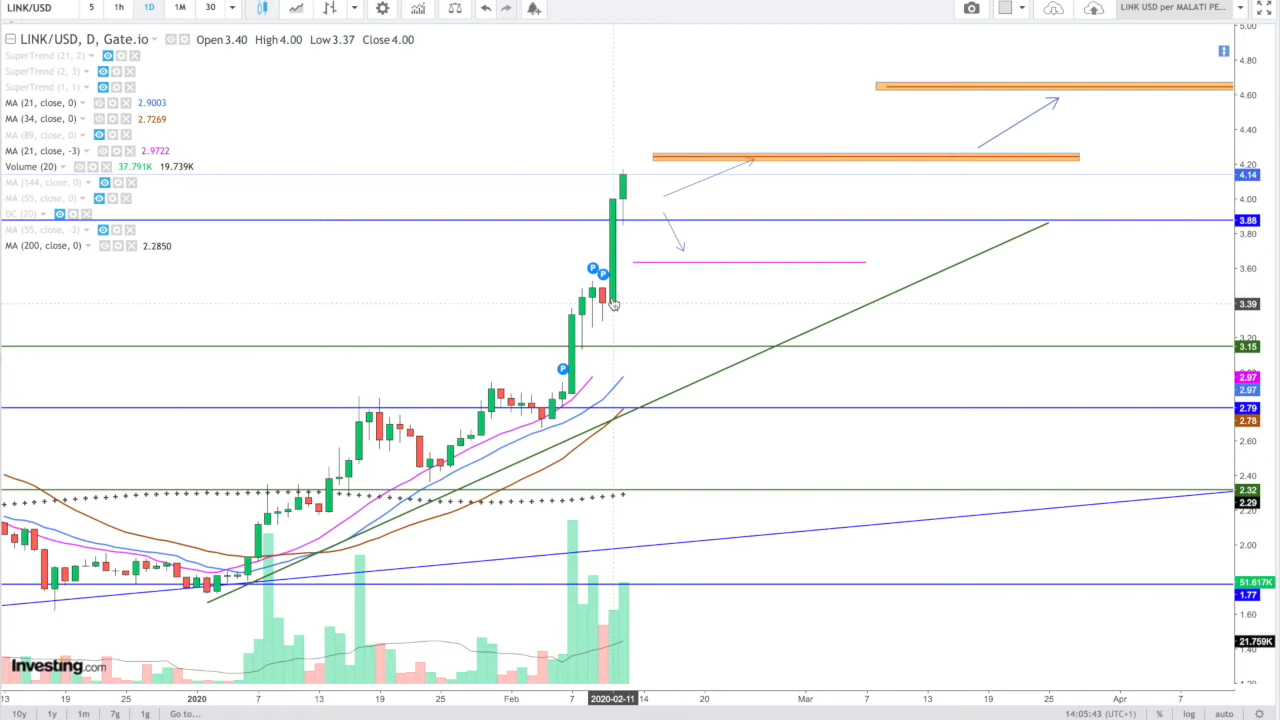 LINK/USD 5 1h 1D 1M 30 LINK USD per MALATI PE...
LINK/USD, D, Gate.io Open 3.40 High 4.00 Low 3.37 Close 4.00
SuperTrend (21, 2)
SuperTrend (2, 3)
SuperTrend (1, 1)
MA (21, close, 0) 2.9003
MA (34, close, 0) 2.7269
MA (89, close, 0)
MA (21, close, -3) 2.9722
Volume (20) 37.791K 19.739K
MA (144, close, 0)
MA (55, close, 0)
DC (20)
MA (55, close, -3)
MA (200, close, 0) 2.2850
5.00
4.80
4.60
4.40
4.20
4.14
4.00
3.88
3.80
3.60
3.39
3.20
3.15
2.97
2.97
2.79
2.78
2.60
2.40
2.32
2.29
2.20
2.00
51.617K
1.77
1.60
21.759K
1.40
1.20
P
P
P
Investing.com
13 19 25 2020 7 13 19 25 Feb 7 2020-02-11 14 20 Mar 7 13 19 25 Apr 7
10y 1y 1m 7g 1g Go to... 14:05:43 (UTC+1) % log auto